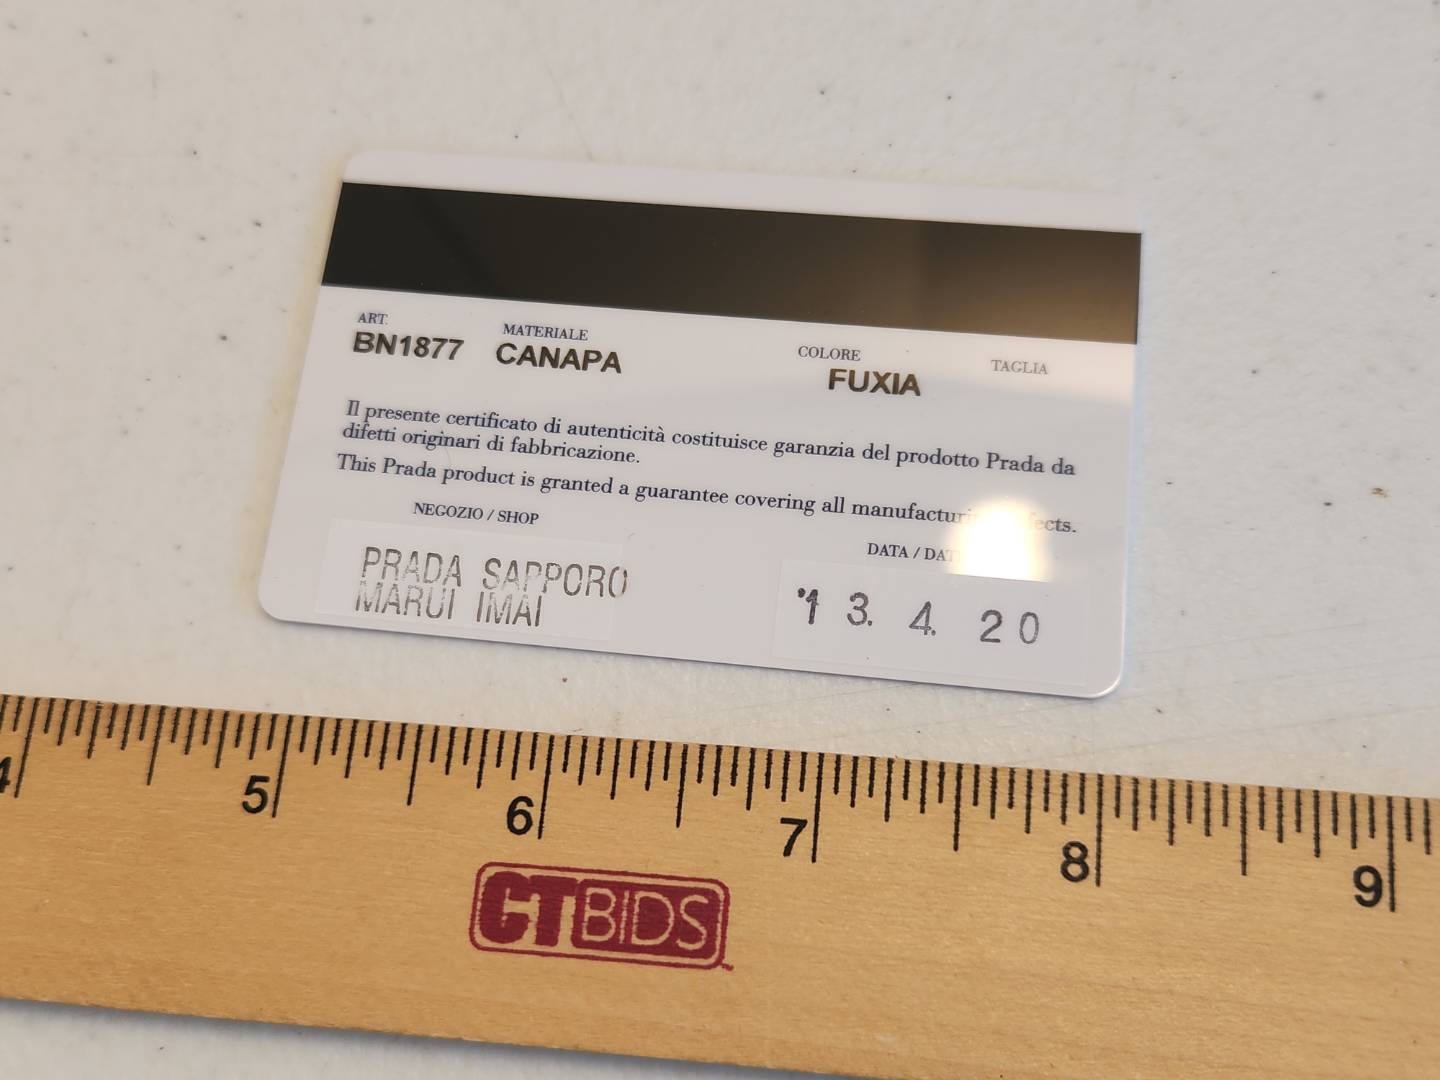 ART.
BN1877
MATERIALE
CANAPA
COLORE
FUXIA
TAGLIA
Il presente certificato di autenticità costituisce garanzia del prodotto Prada da
difetti originari di fabbricazione.
This Prada product is granted a guarantee covering all
NEGOZIO / SHOP
PRADA SAPPORO
MARUI IMAI
DATA /
'13. 4. 20
4 5 6 7 8 9
CTBIDS